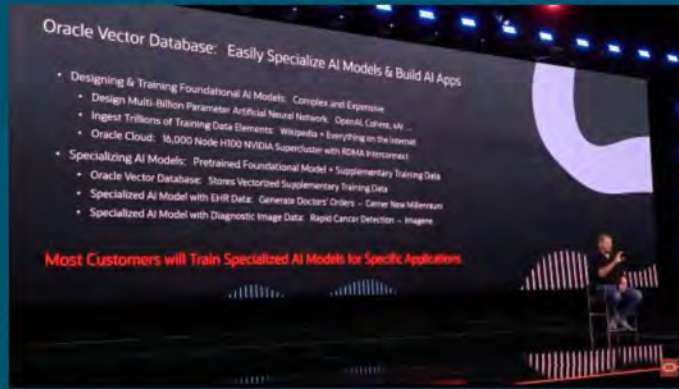 Oracle Vector Database: Easily Specialize AI Models & Build AI Apps
• Designing & Training Foundational AI Models: Complex and Expensive
• Design Multi-Billion Parameter Artificial Neural Network: OpenAI, Cohere, xAI ...
• Ingest Trillions of Training Data Elements: Wikipedia + Everything on the Internet
• Oracle Cloud: 16,000 Node H100 NVIDIA Supercluster with RDMA Interconnect
• Specializing AI Models: Pretrained Foundational Model + Supplementary Training Data
• Oracle Vector Database: Stores Vectorized Supplementary Training Data
• Specialized AI Model with EHR Data: Generate Doctors' Orders – Cerner New Millennium
• Specialized AI Model with Diagnostic Image Data: Rapid Cancer Detection – Imagene
Most Customers will Train Specialized AI Models for Specific Applications